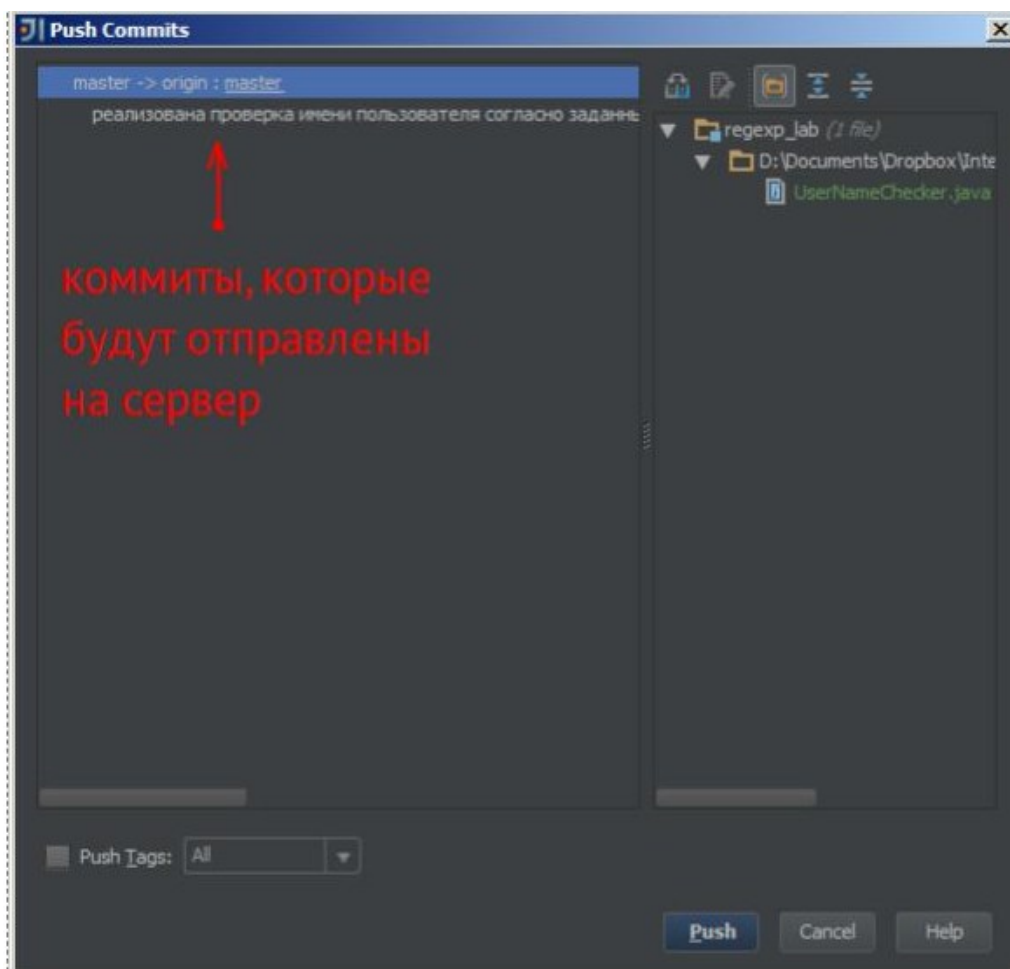 Push Commits
master -> origin : master
реализована проверка имени пользователя согласно заданнь
regexp_lab (1 file)
D:\Documents\Dropbox\Inte
UserNameChecker.java
коммиты, которые
будут отправлены
на сервер
Push Tags: All
Push Cancel Help